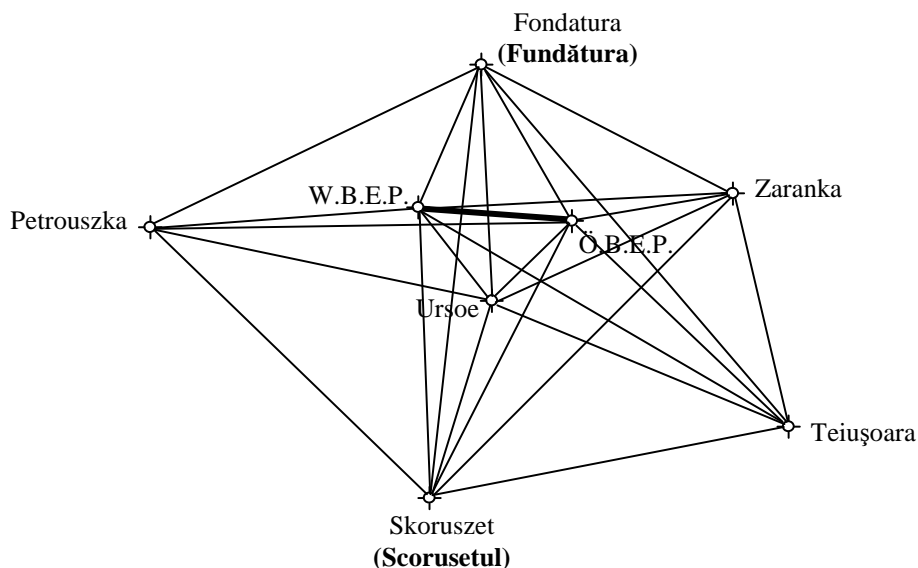 Fondatura
(Fundătura)
W.B.E.P.
Zaranka
Petrouszka
Ö.B.E.P.
Ursoe
Teiuşoara
Skoruszet
(Scorusetul)